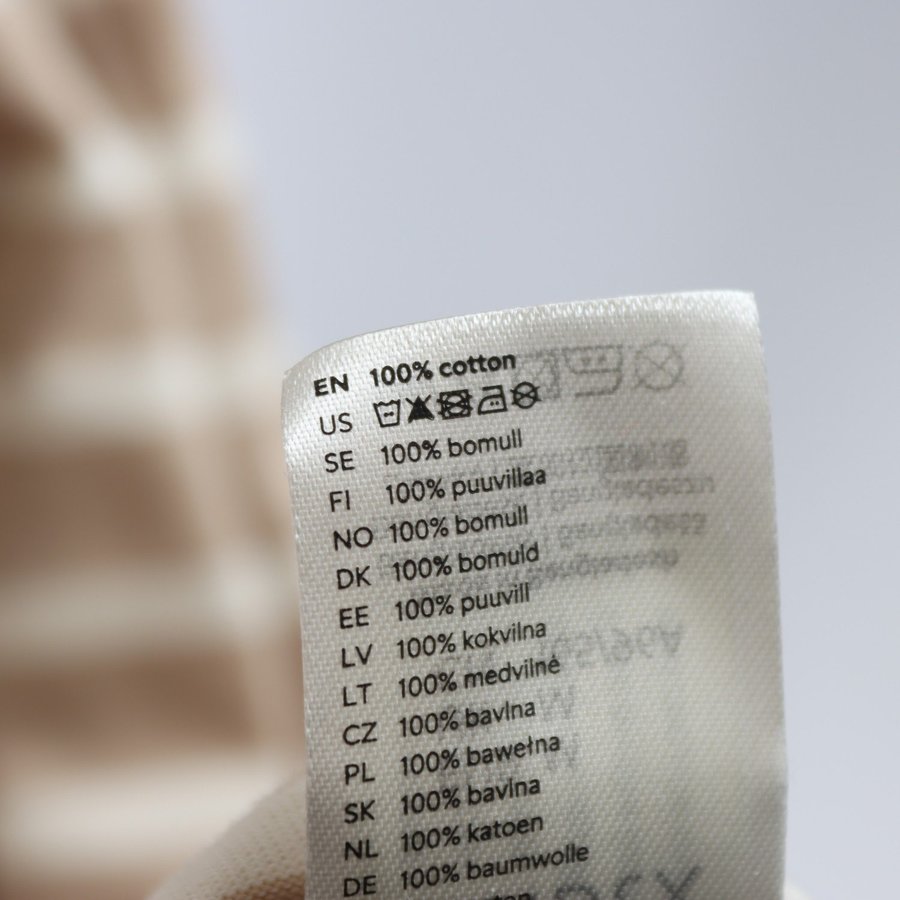 EN 100% cotton
US
SE 100% bomull
FI 100% puuvillaa
NO 100% bomull
DK 100% bomuld
EE 100% puuvill
LV 100% kokvilna
LT 100% medvilnė
CZ 100% bavlna
PL 100% bawełna
SK 100% bavlna
NL 100% katoen
DE 100% baumwolle